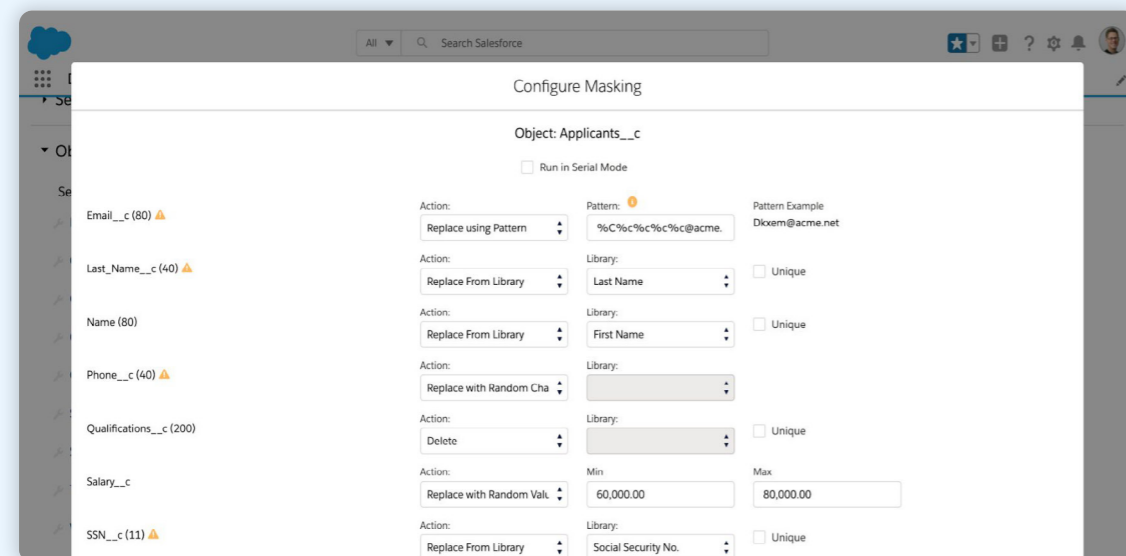 All
Search Salesforce
Configure Masking
Object: Applicants__c
Run in Serial Mode
Email__c (80)
Action:
Replace using Pattern
Pattern:
%C%c%c%c%c@acme.
Pattern Example
Dkxem@acme.net
Last_Name__c (40)
Action:
Replace From Library
Library:
Last Name
Unique
Name (80)
Action:
Replace From Library
Library:
First Name
Unique
Phone__c (40)
Action:
Replace with Random Cha
Library:
Qualifications__c (200)
Action:
Delete
Library:
Unique
Salary__c
Action:
Replace with Random Valu
Min
60,000.00
Max
80,000.00
SSN__c (11)
Action:
Replace From Library
Library:
Social Security No.
Unique